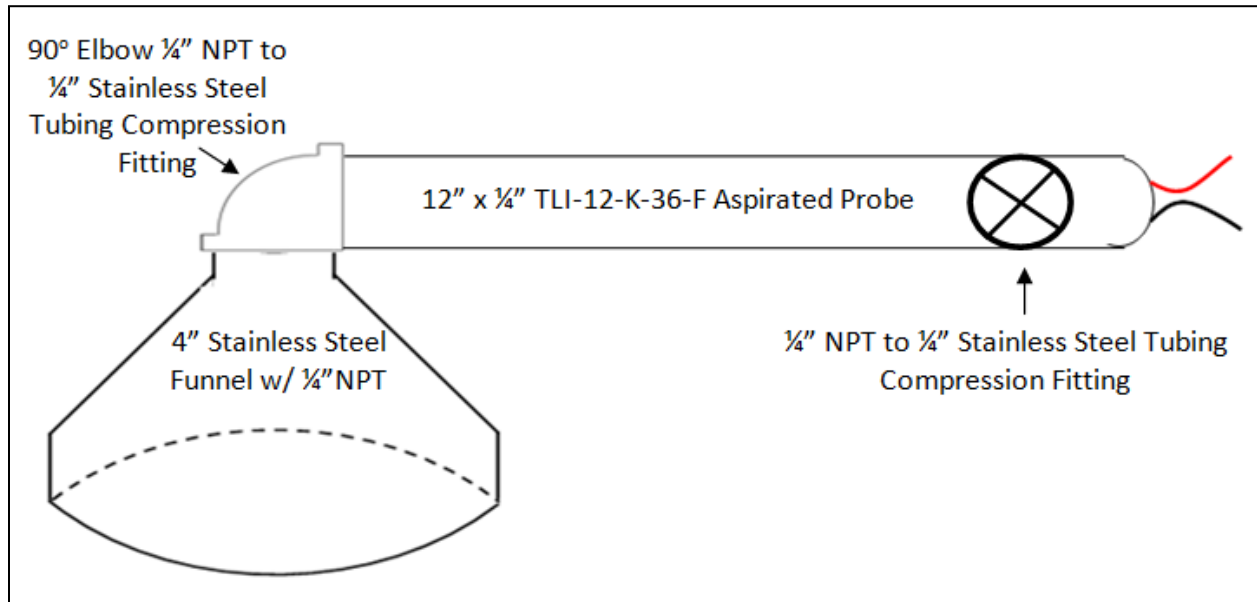 90° Elbow ¼” NPT to
¼” Stainless Steel
Tubing Compression
Fitting
12” x ¼” TLI-12-K-36-F Aspirated Probe
4” Stainless Steel
Funnel w/ ¼”NPT
¼” NPT to ¼” Stainless Steel Tubing
Compression Fitting